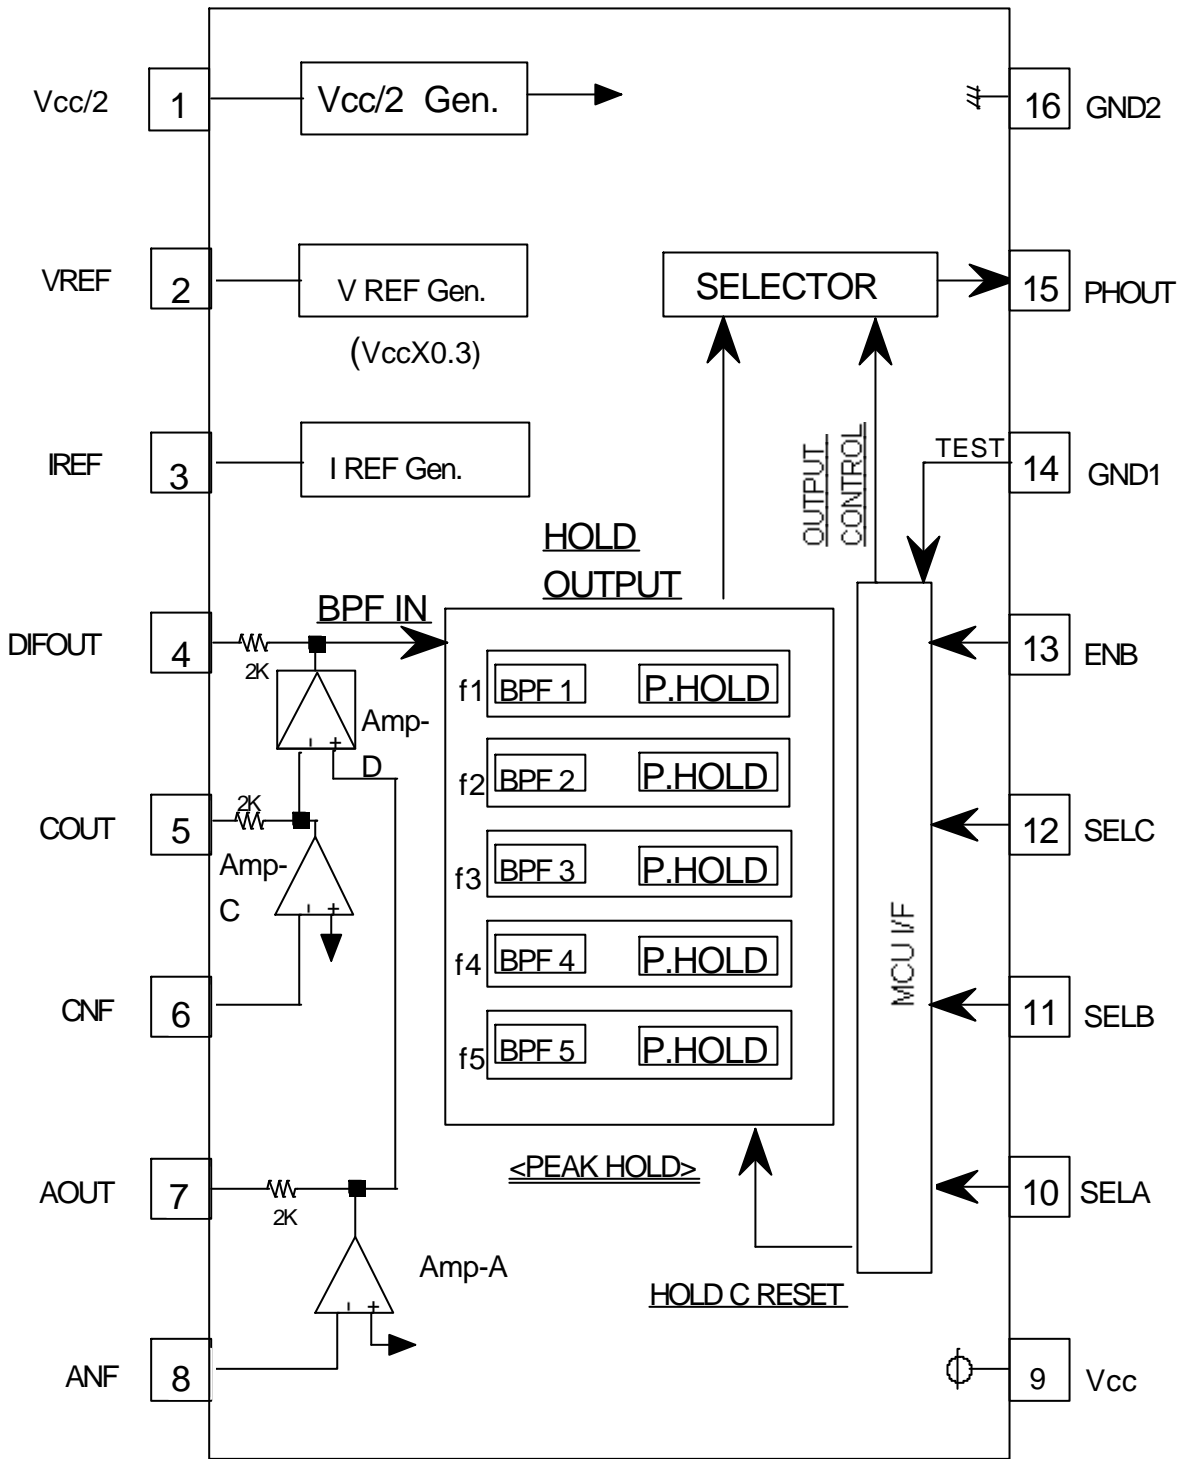 Vcc/2
1
Vcc/2 Gen.
16
GND2
VREF
2
V REF Gen.
(VccX0.3)
SELECTOR
15
PHOUT
IREF
3
I REF Gen.
OUTPUT
CONTROL
TEST
14
GND1
HOLD
OUTPUT
DIFOUT
4
2K
BPF IN
13
ENB
Amp-
D
- +
f1
BPF 1
P.HOLD
f2
BPF 2
P.HOLD
COUT
5
2K
Amp-
C
- +
f3
BPF 3
P.HOLD
12
SELC
MCU I/F
CNF
6
f4
BPF 4
P.HOLD
11
SELB
f5
BPF 5
P.HOLD
AOUT
7
2K
<PEAK HOLD>
10
SELA
Amp-A
- +
HOLD C RESET
ANF
8
9
Vcc